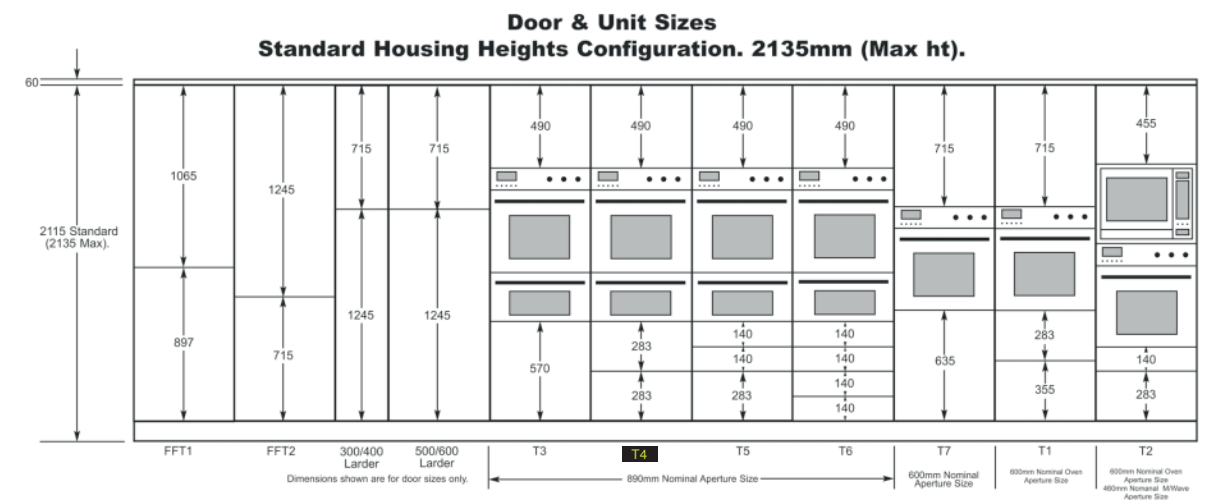 Door & Unit Sizes
Standard Housing Heights Configuration. 2135mm (Max ht).
60
490
490
490
490
455
715
715
715
715
1065
1245
2115 Standard
(2135 Max).
1245
1245
897
715
570
283
283
140
140
283
140
140
140
140
635
283
355
140
283
FFT1
FFT2
300/400
Larder
500/600
Larder
T3
T4
T5
T6
T7
T1
T2
Dimensions shown are for door sizes only.
890mm Nominal Aperture Size
600mm Nominal
Aperture Size
600mm Nominal Oven
Aperture Size
600mm Nominal Oven
Aperture Size
460mm Nomanal M/Wave
Aperture Size